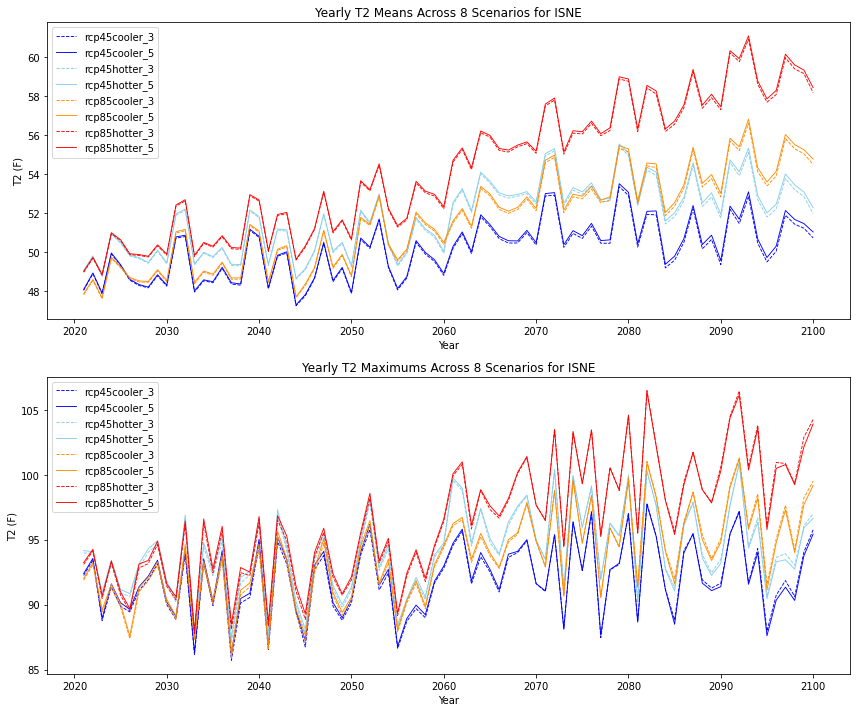 Yearly T2 Means Across 8 Scenarios for ISNE
rcp45cooler_3
rcp45cooler_5
rcp45hotter_3
rcp45hotter_5
rcp85cooler_3
rcp85cooler_5
rcp85hotter_3
rcp85hotter_5
60
58
56
54
52
50
48
T2 (F)
2020 2030 2040 2050 2060 2070 2080 2090 2100
Year
Yearly T2 Maximums Across 8 Scenarios for ISNE
rcp45cooler_3
rcp45cooler_5
rcp45hotter_3
rcp45hotter_5
rcp85cooler_3
rcp85cooler_5
rcp85hotter_3
rcp85hotter_5
105
100
95
90
85
T2 (F)
2020 2030 2040 2050 2060 2070 2080 2090 2100
Year